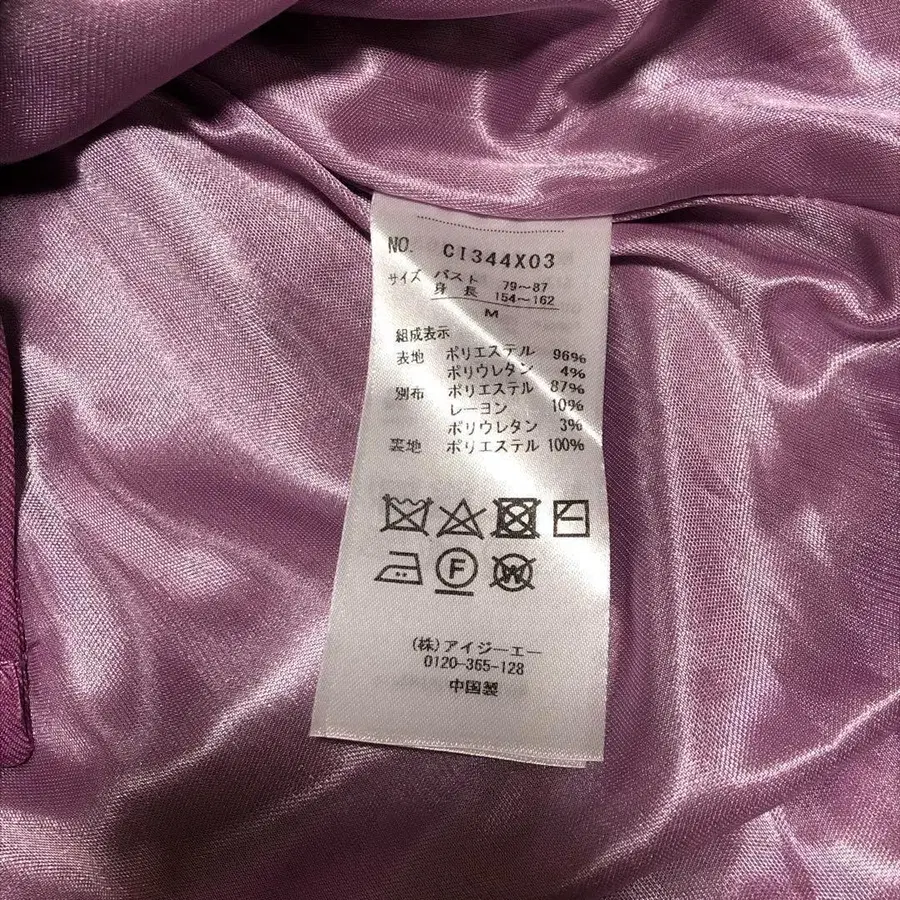 NO. CI344X03
サイズ バスト 79～87
身長 154～162
M
組成表示
表地 ポリエステル 96%
ポリウレタン 4%
別布 ポリエステル 87%
レーヨン 10%
ポリウレタン 3%
裏地 ポリエステル 100%
F W
(株)アイジーエー
0120-365-128
中国製